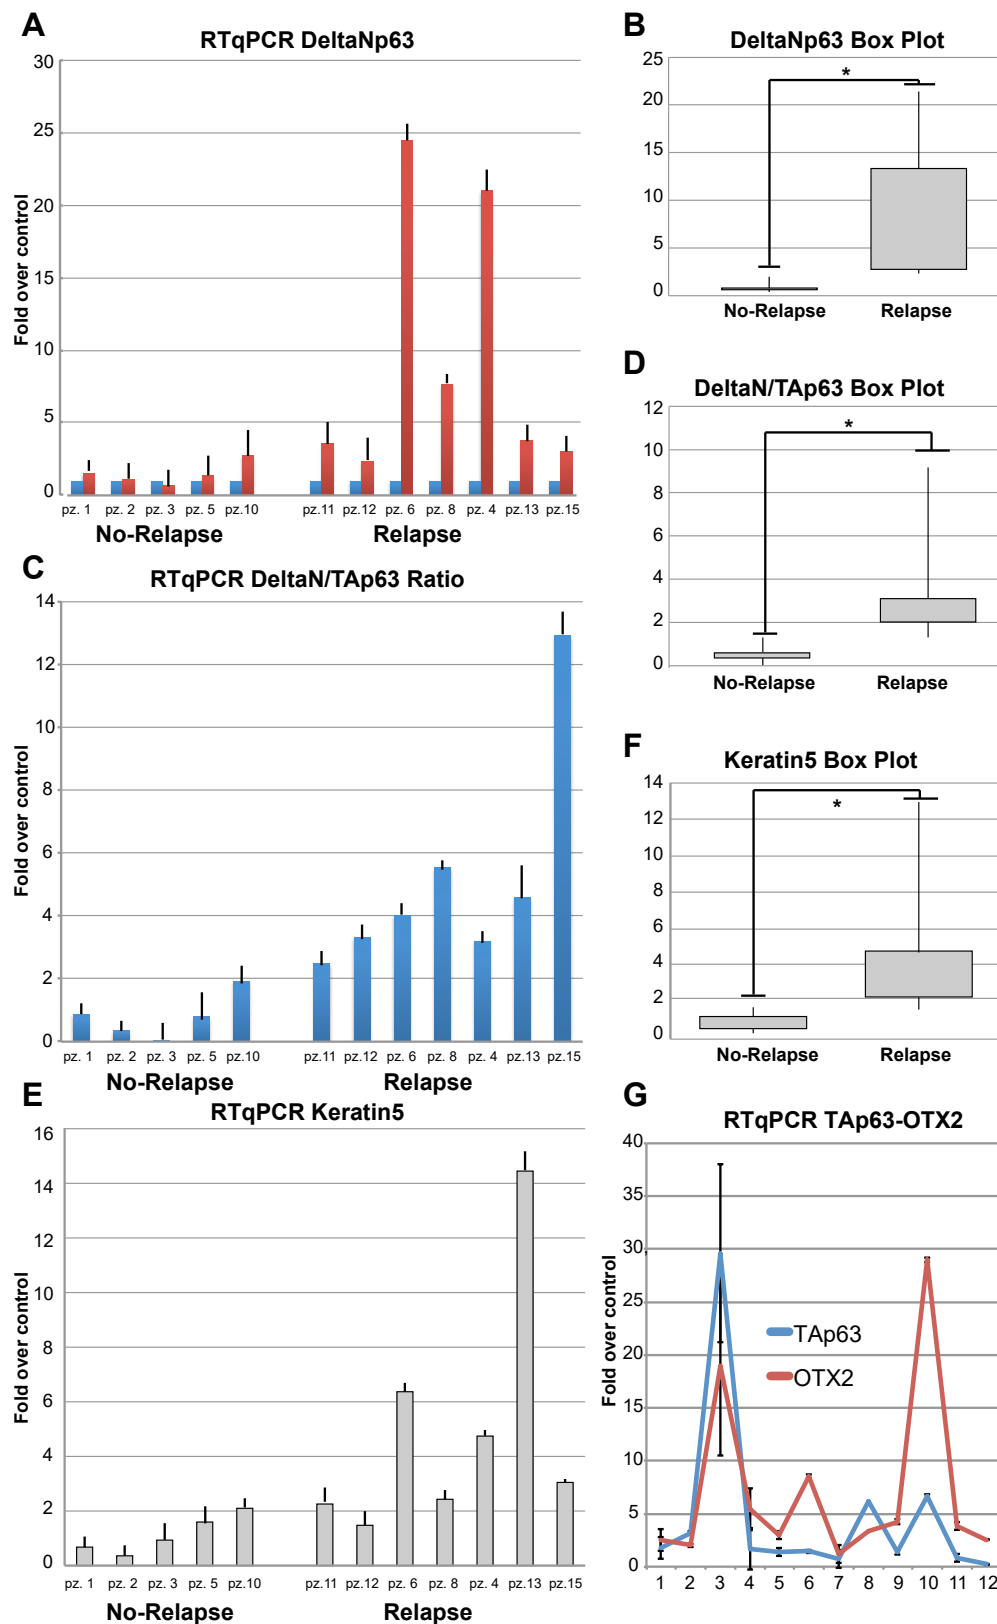 A
RTqPCR DeltaNp63
Fold over control
30
25
20
15
10
5
0
pz. 1 pz. 2 pz. 3 pz. 5 pz.10 pz.11 pz.12 pz. 6 pz. 8 pz. 4 pz.13 pz.15
No-Relapse Relapse
B
DeltaNp63 Box Plot
25
20
15
10
5
0
*
No-Relapse Relapse
C
RTqPCR DeltaN/TAp63 Ratio
Fold over control
14
12
10
8
6
4
2
0
pz. 1 pz. 2 pz. 3 pz. 5 pz.10 pz.11 pz.12 pz. 6 pz. 8 pz. 4 pz.13 pz.15
No-Relapse Relapse
D
DeltaN/TAp63 Box Plot
12
10
8
6
4
2
0
*
No-Relapse Relapse
E
RTqPCR Keratin5
Fold over control
16
14
12
10
8
6
4
2
0
pz. 1 pz. 2 pz. 3 pz. 5 pz.10 pz.11 pz.12 pz. 6 pz. 8 pz. 4 pz.13 pz.15
No-Relapse Relapse
F
Keratin5 Box Plot
14
12
10
8
6
4
2
0
*
No-Relapse Relapse
G
RTqPCR TAp63-OTX2
Fold over control
40
35
30
25
20
15
10
5
0
TAp63
OTX2
1 2 3 4 5 6 7 8 9 10 11 12